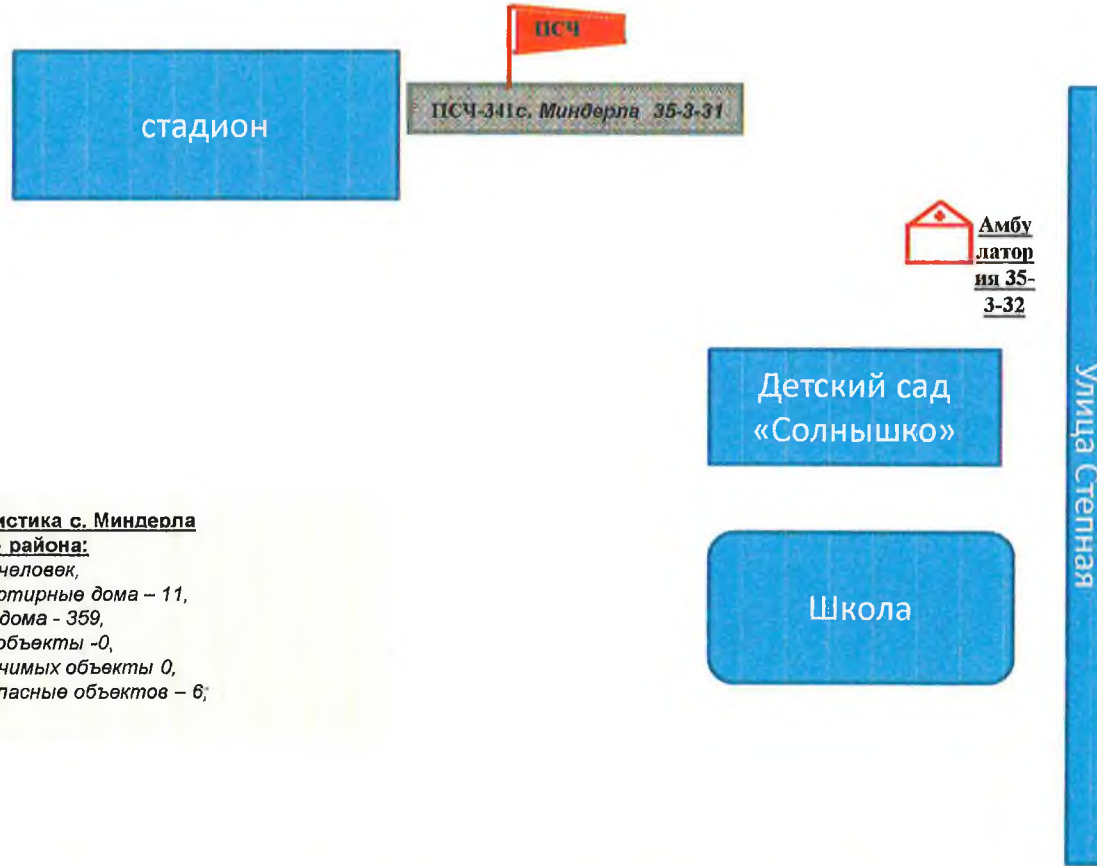 ПСЧ
стадион
ПСЧ-341с. Миндерла 35-3-31
Амбу
латор
ия 35-
3-32
Детский сад
«Солнышко»
Улица Степная
Школа
истика с. Миндерла
района:
человек,
ртирные дома – 11,
дома - 359,
объекты -0,
чимых объекты 0,
пасные объектов – 6;